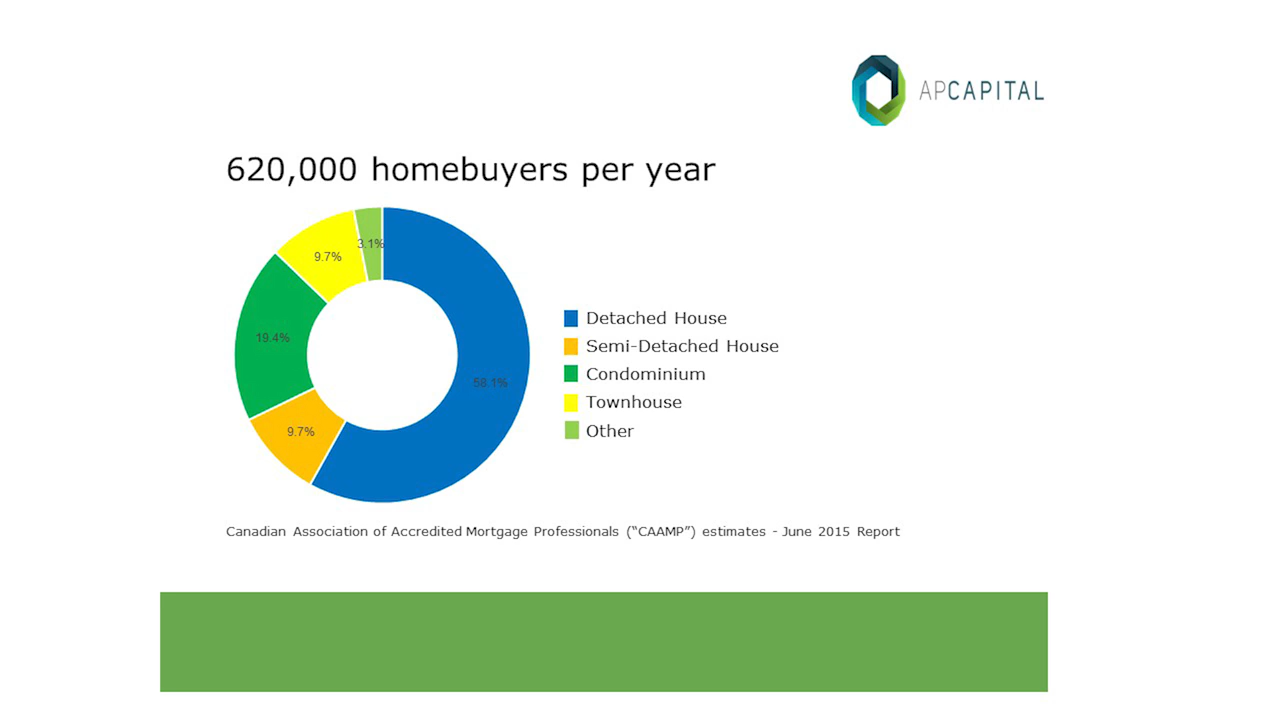 APCAPITAL
620,000 homebuyers per year
3.1%
9.7%
19.4%
58.1%
9.7%
Detached House
Semi-Detached House
Condominium
Townhouse
Other
Canadian Association of Accredited Mortgage Professionals (“CAAMP”) estimates - June 2015 Report